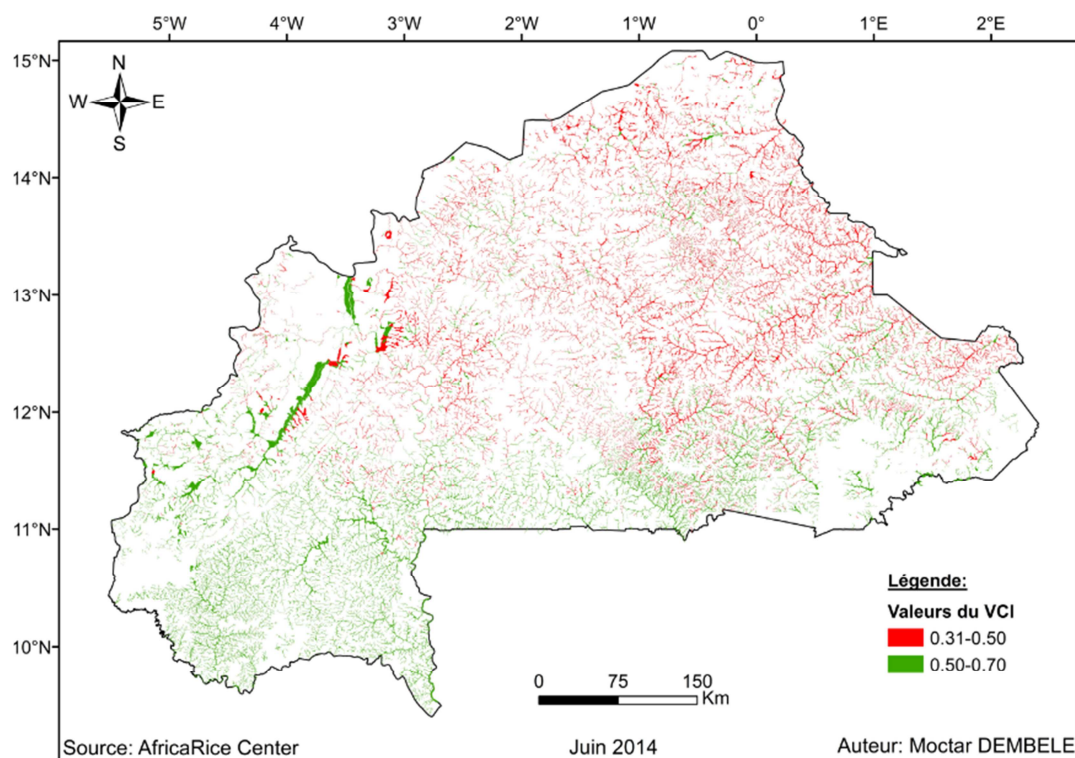 5°W 4°W 3°W 2°W 1°W 0° 1°E 2°E
15°N
N
W E
S
14°N
13°N
12°N
11°N
10°N
Légende:
Valeurs du VCI
0.31-0.50
0.50-0.70
0 75 150
Km
Source: AfricaRice Center Juin 2014 Auteur: Moctar DEMBELE